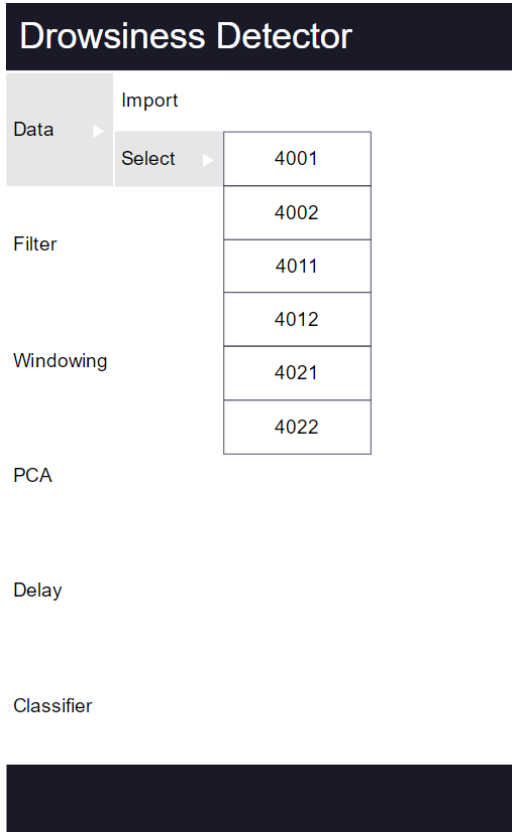 Drowsiness Detector
Import
Data
Select
4001
4002
Filter
4011
4012
Windowing
4021
4022
PCA
Delay
Classifier